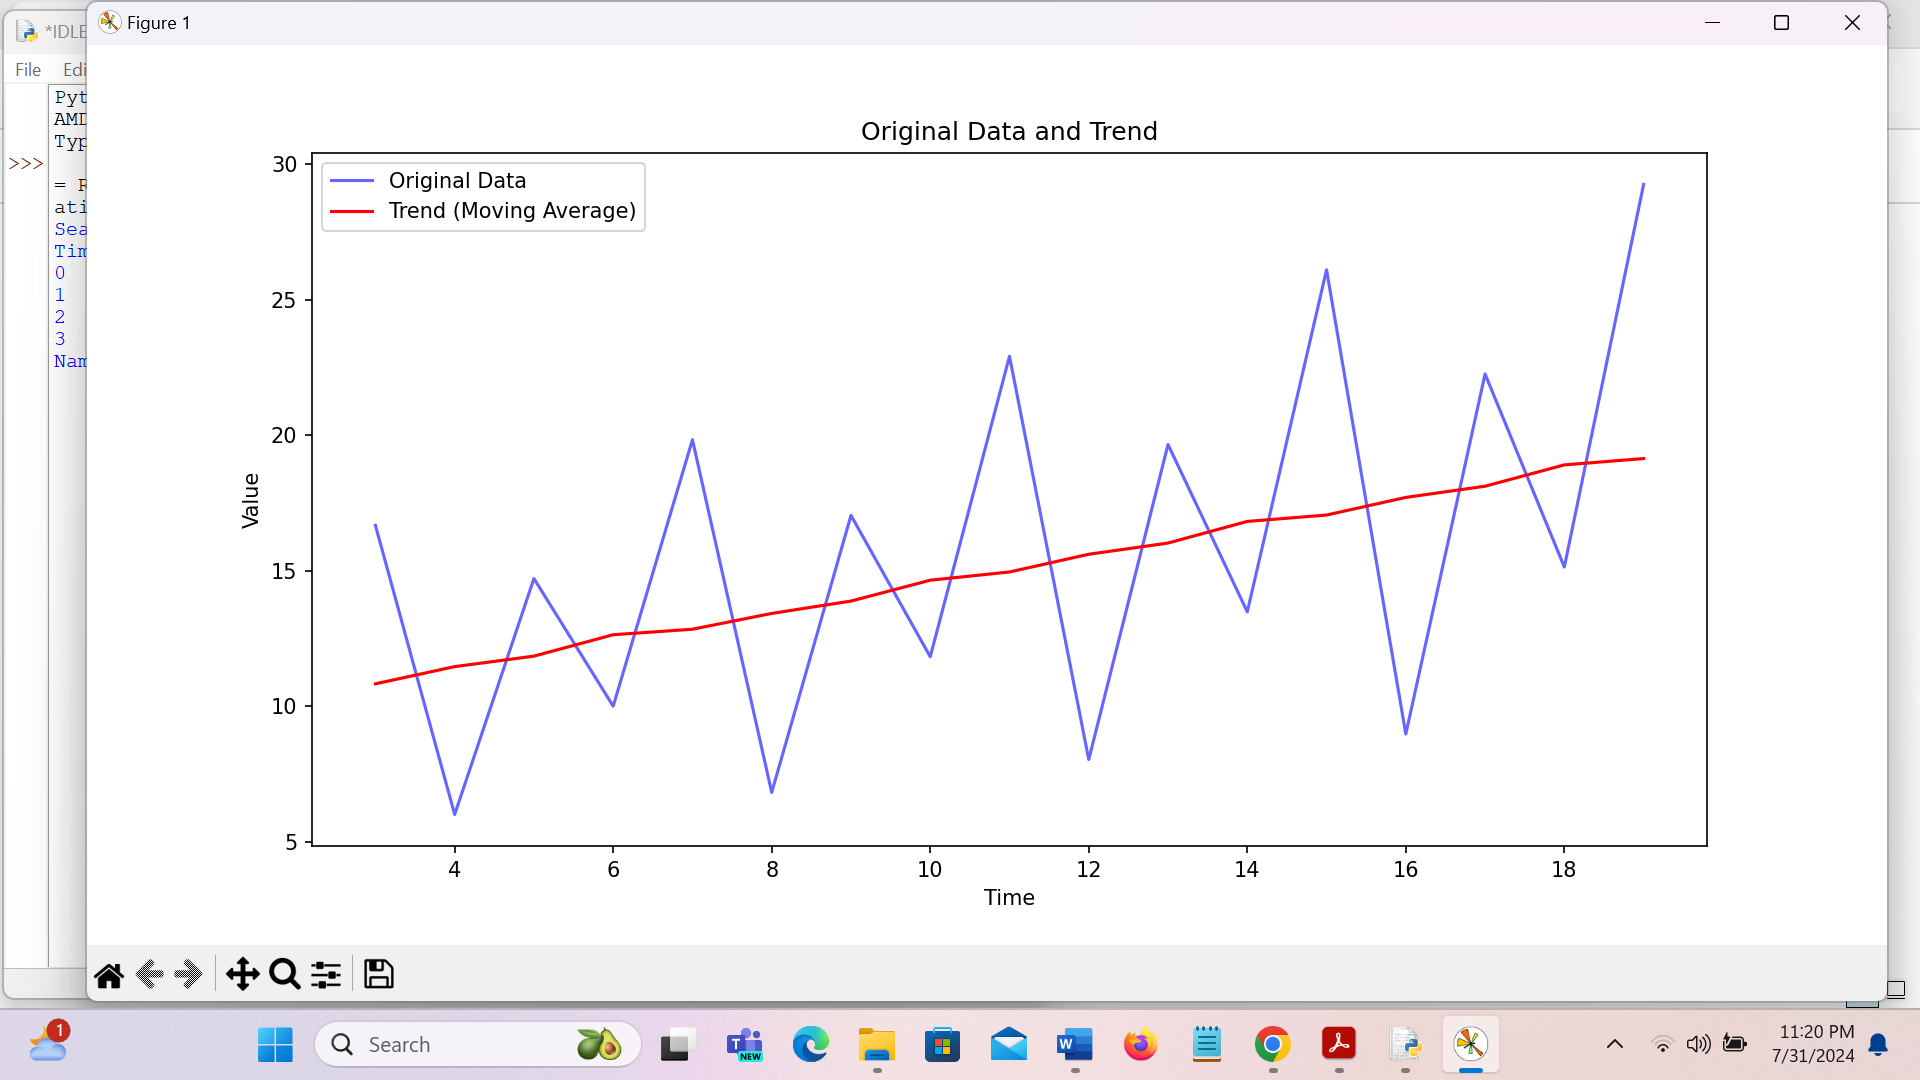 Figure 1
*IDLE
File Edi
Pyt
AMD
Typ
>>>
= R
ati
Sea
Tim
0
1
2
3
Nam
Original Data and Trend
Original Data
Trend (Moving Average)
30
25
20
15
10
5
Value
4 6 8 10 12 14 16 18
Time
1
Search
T
NEW
W
11:20 PM
7/31/2024